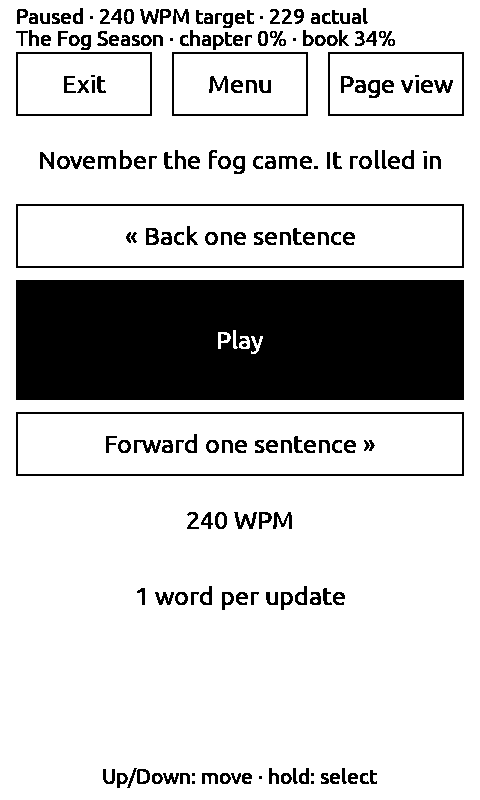 Paused · 240 WPM target · 229 actual
The Fog Season · chapter 0% · book 34%
Exit Menu Page view
November the fog came. It rolled in
« Back one sentence
Play
Forward one sentence »
240 WPM
1 word per update
Up/Down: move · hold: select